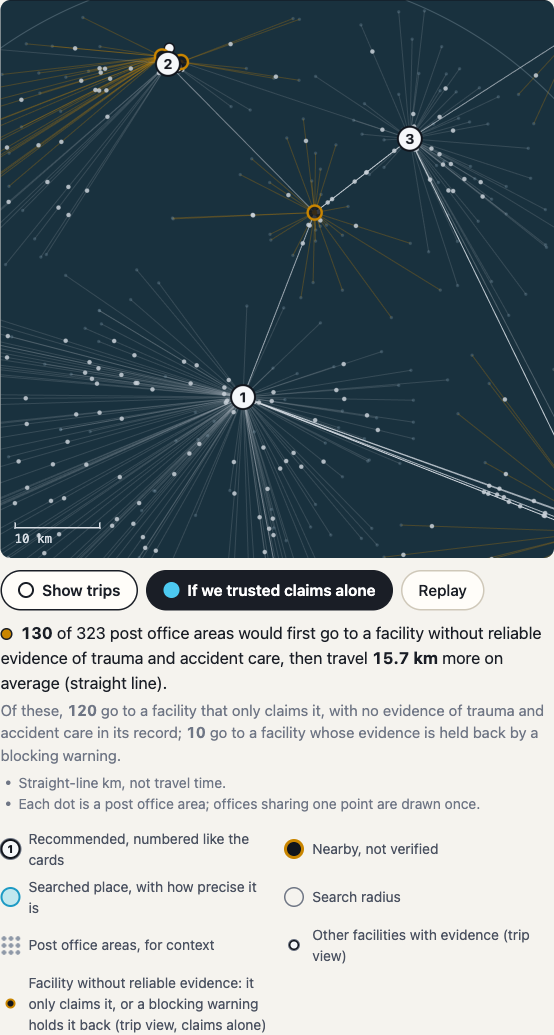 2
3
1
10 km
Show trips
If we trusted claims alone
Replay
130 of 323 post office areas would first go to a facility without reliable
evidence of trauma and accident care, then travel 15.7 km more on
average (straight line).
Of these, 120 go to a facility that only claims it, with no evidence of trauma and
accident care in its record; 10 go to a facility whose evidence is held back by a
blocking warning.
• Straight-line km, not travel time.
• Each dot is a post office area; offices sharing one point are drawn once.
1
Recommended, numbered like the
cards
Nearby, not verified
Searched place, with how precise it
is
Search radius
Post office areas, for context
Other facilities with evidence (trip
view)
Facility without reliable evidence: it
only claims it, or a blocking warning
holds it back (trip view, claims alone)